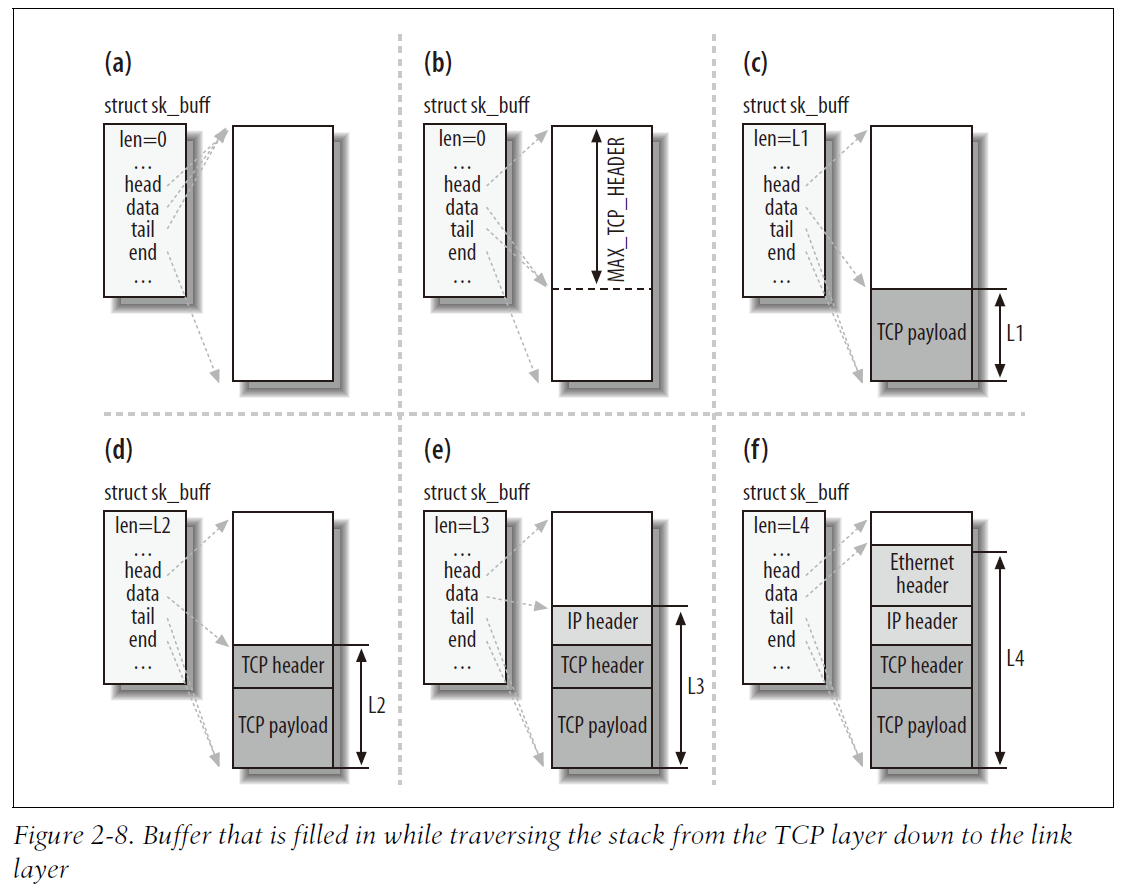 (a)
struct sk_buff
len=0
...
head
data
tail
end
...
(b)
struct sk_buff
len=0
...
head
data
tail
end
...
MAX_TCP_HEADER
(c)
struct sk_buff
len=L1
...
head
data
tail
end
...
TCP payload
L1
(d)
struct sk_buff
len=L2
...
head
data
tail
end
...
TCP header
TCP payload
L2
(e)
struct sk_buff
len=L3
...
head
data
tail
end
...
IP header
TCP header
TCP payload
L3
(f)
struct sk_buff
len=L4
...
head
data
tail
end
...
Ethernet
header
IP header
TCP header
TCP payload
L4
Figure 2-8. Buffer that is filled in while traversing the stack from the TCP layer down to the link
layer